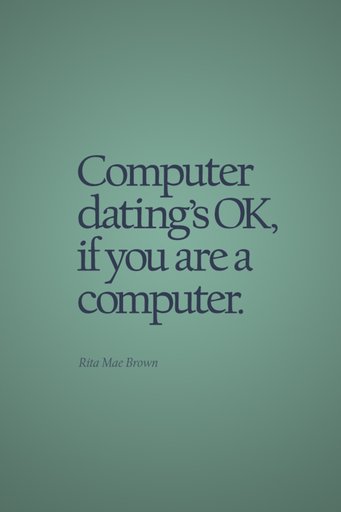 Computer
dating's OK,
if you are a
computer.
Rita Mae Brown